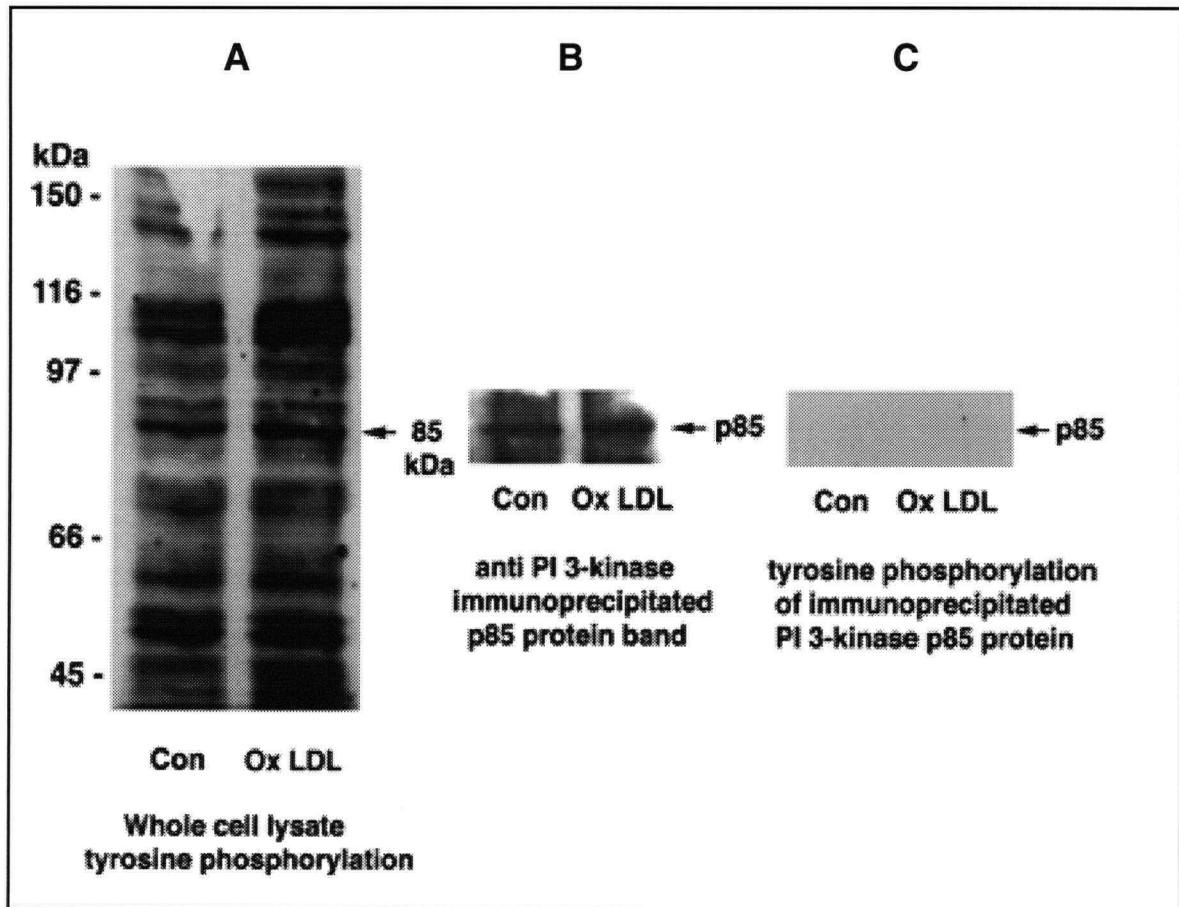 A
B
C
kDa
150 -
116 -
97 -
66 -
45 -
85
kDa
Con
Ox LDL
Whole cell lysate
tyrosine phosphorylation
p85
Con
Ox LDL
anti PI 3-kinase
immunoprecipitated
p85 protein band
p85
Con
Ox LDL
tyrosine phosphorylation
of immunoprecipitated
PI 3-kinase p85 protein